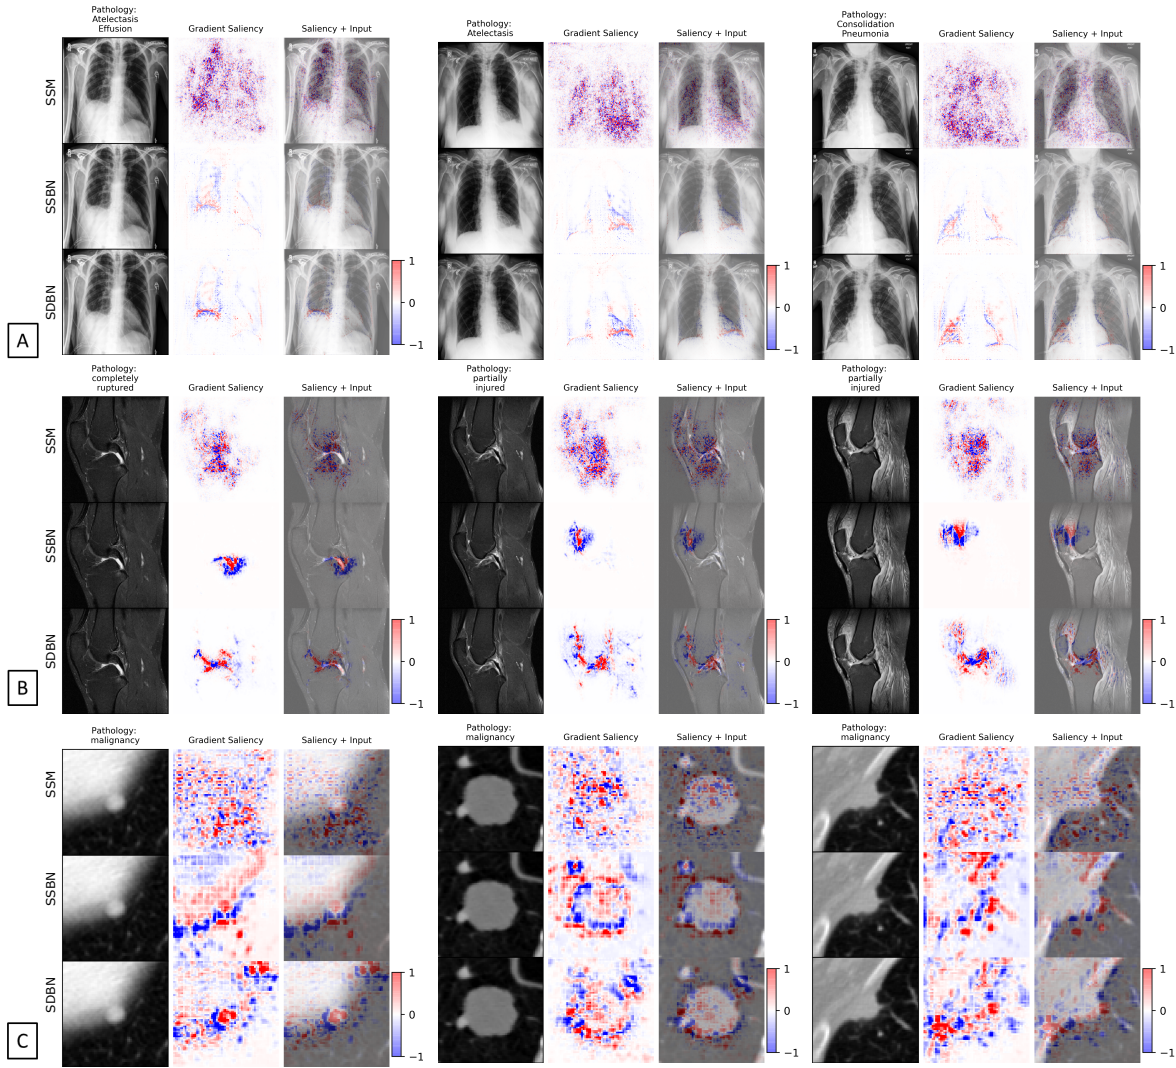 Pathology:
Atelectasis
Effusion
Gradient Saliency
Saliency + Input
Pathology:
Atelectasis
Gradient Saliency
Saliency + Input
Pathology:
Consolidation
Pneumonia
Gradient Saliency
Saliency + Input
SSM
SSBN
SDBN
1
0
−1
1
0
−1
1
0
−1
A
Pathology:
completely
ruptured
Gradient Saliency
Saliency + Input
Pathology:
partially
injured
Gradient Saliency
Saliency + Input
Pathology:
partially
injured
Gradient Saliency
Saliency + Input
SSM
SSBN
SDBN
1
0
−1
1
0
−1
1
0
−1
B
Pathology:
malignancy
Gradient Saliency
Saliency + Input
Pathology:
malignancy
Gradient Saliency
Saliency + Input
Pathology:
malignancy
Gradient Saliency
Saliency + Input
SSM
SSBN
SDBN
1
0
−1
1
0
−1
1
0
−1
C